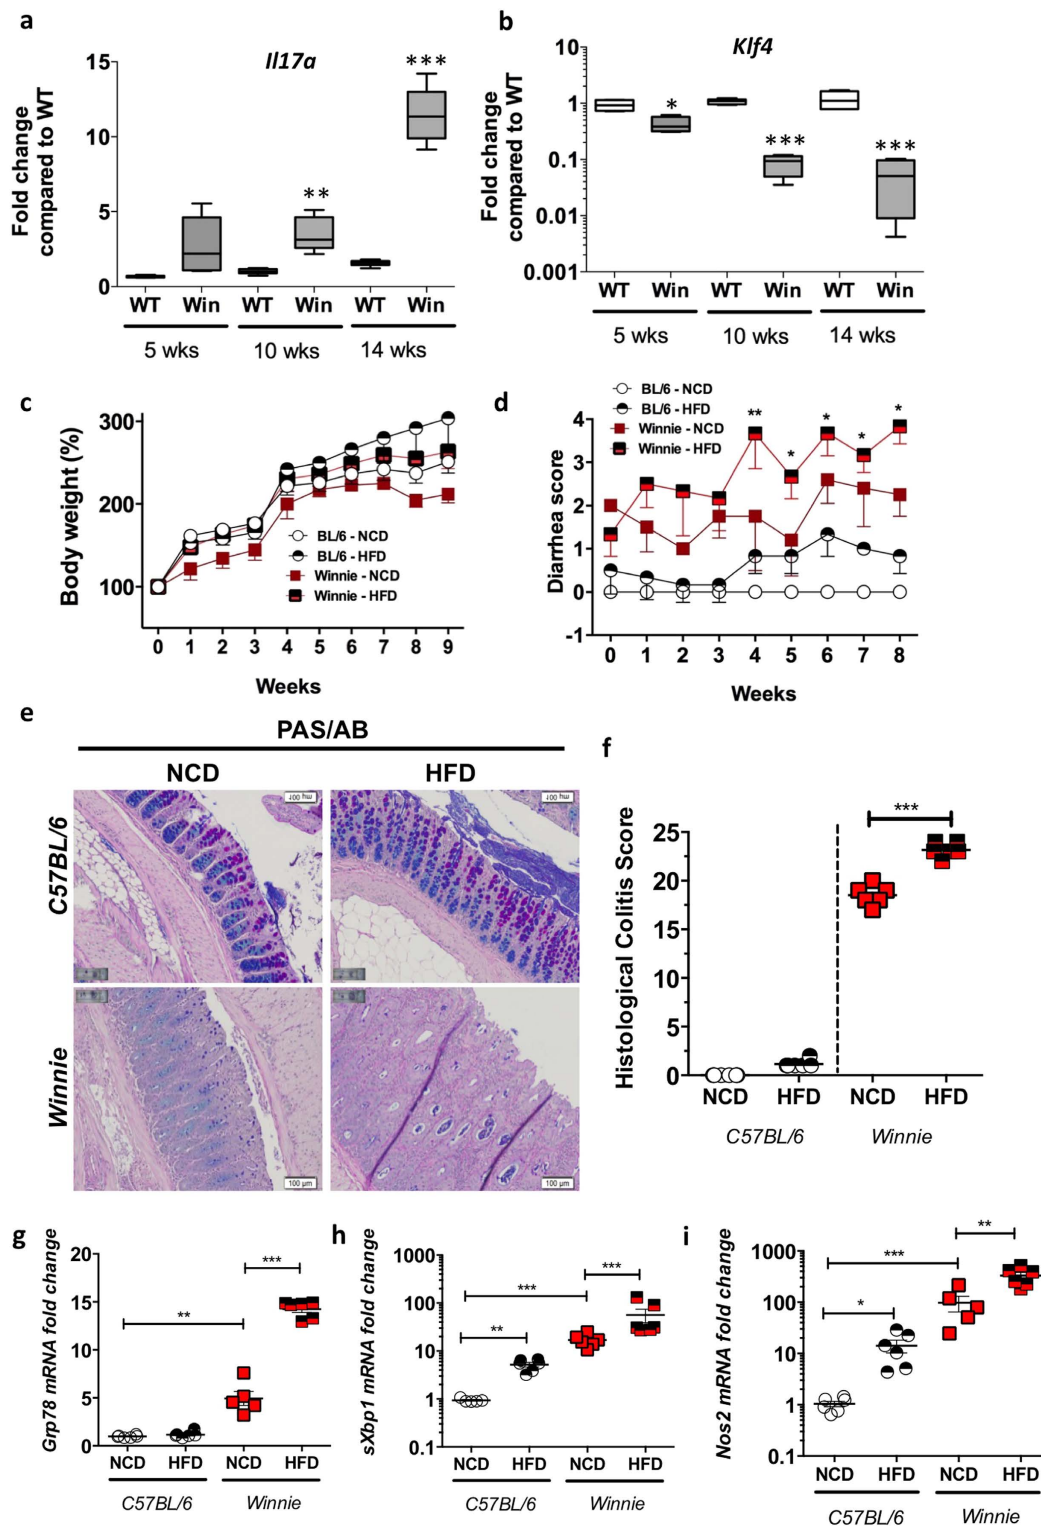 a
Il17a
Fold change
compared to WT
15
10
5
0
**
***
WT Win WT Win WT Win
5 wks 10 wks 14 wks
b
Klf4
Fold change
compared to WT
10
1
0.1
0.01
0.001
*
***
***
WT Win WT Win WT Win
5 wks 10 wks 14 wks
c
Body weight (%)
300
200
100
BL/6 - NCD
BL/6 - HFD
Winnie - NCD
Winnie - HFD
0 1 2 3 4 5 6 7 8 9
Weeks
d
BL/6 - NCD
BL/6 - HFD
Winnie - NCD
Winnie - HFD
Diarrhea score
4
3
2
1
0
-1
** * * * *
0 1 2 3 4 5 6 7 8
Weeks
e
PAS/AB
NCD HFD
C57BL/6
Winnie
100 µm
100 µm
100 µm
100 µm
f
Histological Colitis Score
25
20
15
10
5
0
***
NCD HFD NCD HFD
C57BL/6 Winnie
g
Grp78 mRNA fold change
20
15
10
5
0
**
***
NCD HFD NCD HFD
C57BL/6 Winnie
h
sXbp1 mRNA fold change
1000
100
10
1
0.1
**
***
***
NCD HFD NCD HFD
C57BL/6 Winnie
i
Nos2 mRNA fold change
1000
100
10
1
0.1
*
***
**
NCD HFD NCD HFD
C57BL/6 Winnie